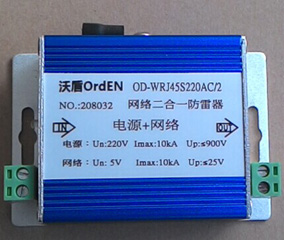 沃盾OrdEN OD-WRJ45S220AC/2
NO.:208032 网络二合一防雷器
IN 电源+网络 OUT
电源: Un:220V Imax:10kA Up:≤900V
网络: Un: 5V Imax:10kA Up:≤25V